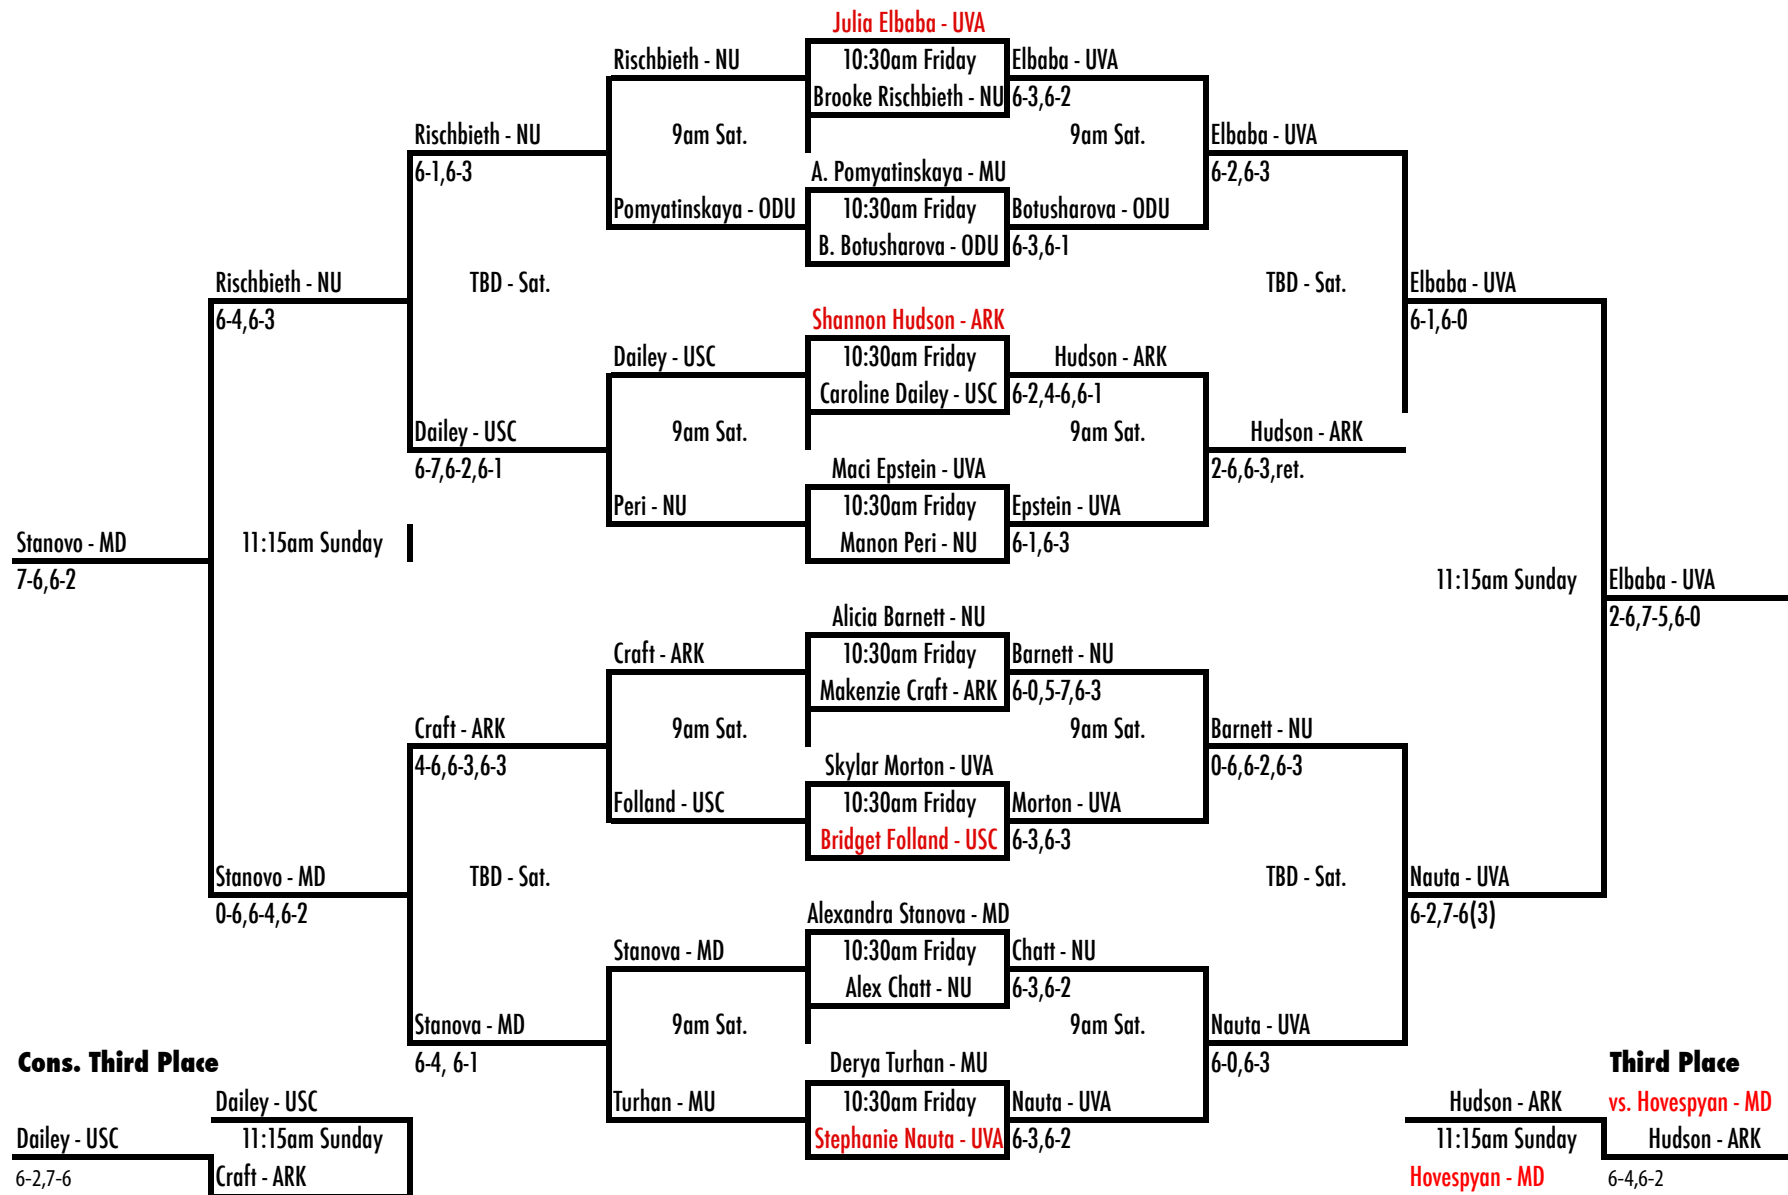 Julia Elbaba - UVA
Rischbieth - NU
10:30am Friday
Elbaba - UVA
Brooke Rischbieth - NU
6-3,6-2
Rischbieth - NU
9am Sat.
9am Sat.
Elbaba - UVA
6-1,6-3
A. Pomyatinskaya - MU
6-2,6-3
Pomyatinskaya - ODU
10:30am Friday
Botusharova - ODU
B. Botusharova - ODU
6-3,6-1
Rischbieth - NU
TBD - Sat.
TBD - Sat.
Elbaba - UVA
6-4,6-3
Shannon Hudson - ARK
6-1,6-0
Dailey - USC
10:30am Friday
Hudson - ARK
Caroline Dailey - USC
6-2,4-6,6-1
Dailey - USC
9am Sat.
9am Sat.
Hudson - ARK
6-7,6-2,6-1
Maci Epstein - UVA
2-6,6-3,ret.
Peri - NU
10:30am Friday
Epstein - UVA
Stanovo - MD
11:15am Sunday
Manon Peri - NU
6-1,6-3
7-6,6-2
11:15am Sunday
Elbaba - UVA
Alicia Barnett - NU
2-6,7-5,6-0
Craft - ARK
10:30am Friday
Barnett - NU
Makenzie Craft - ARK
6-0,5-7,6-3
Craft - ARK
9am Sat.
9am Sat.
Barnett - NU
4-6,6-3,6-3
Skylar Morton - UVA
0-6,6-2,6-3
Folland - USC
10:30am Friday
Morton - UVA
Bridget Folland - USC
6-3,6-3
Stanovo - MD
TBD - Sat.
TBD - Sat.
Nauta - UVA
0-6,6-4,6-2
Alexandra Stanova - MD
6-2,7-6(3)
Stanova - MD
10:30am Friday
Chatt - NU
Alex Chatt - NU
6-3,6-2
Stanova - MD
9am Sat.
9am Sat.
Nauta - UVA
Cons. Third Place
6-4, 6-1
Derya Turhan - MU
6-0,6-3
Third Place
Dailey - USC
Turhan - MU
10:30am Friday
Nauta - UVA
Hudson - ARK
vs. Hovespyan - MD
Dailey - USC
11:15am Sunday
Stephanie Nauta - UVA
6-3,6-2
11:15am Sunday
Hudson - ARK
6-2,7-6
Craft - ARK
Hovespyan - MD
6-4,6-2